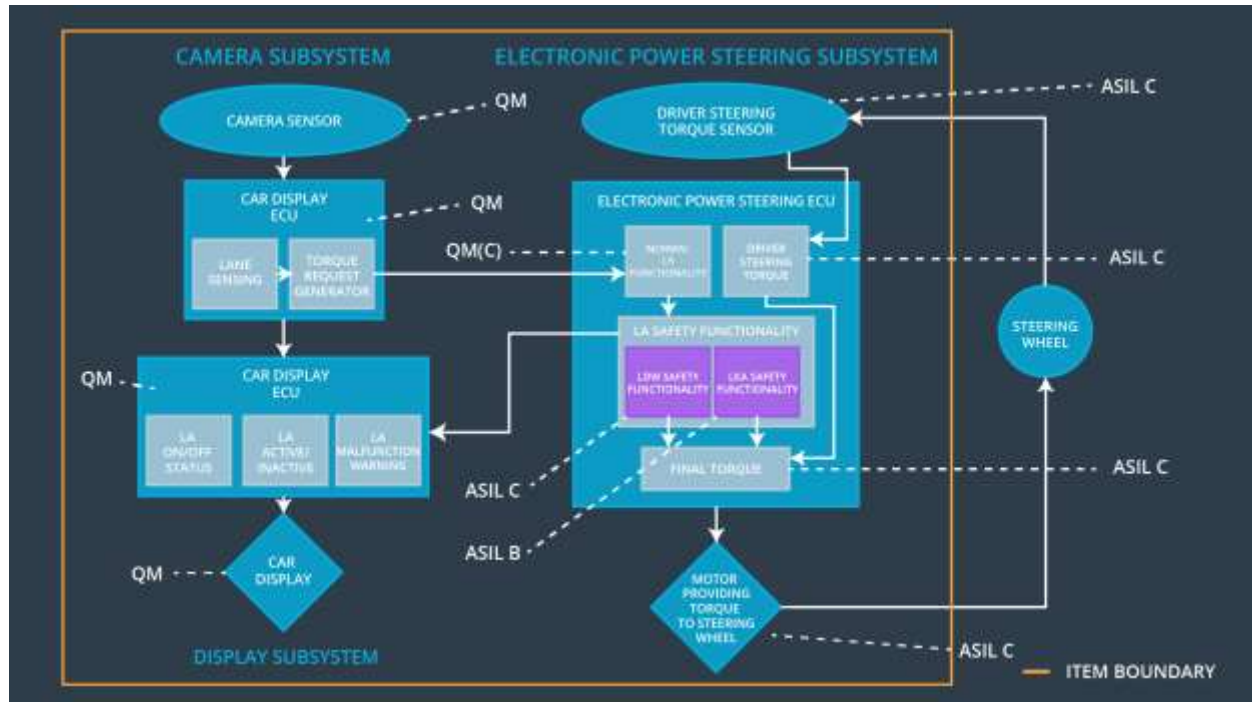 CAMERA SUBSYSTEM
ELECTRONIC POWER STEERING SUBSYSTEM
CAMERA SENSOR
QM
DRIVER STEERING
TORQUE SENSOR
ASIL C
CAR DISPLAY
ECU
QM
LANE
SENSING
TORQUE
REQUEST
GENERATOR
ELECTRONIC POWER STEERING ECU
QM(C)
LA
FUNCTIONALITY
DRIVER
STEERING
TORQUE
ASIL C
STEERING
WHEEL
LA SAFETY FUNCTIONALITY
LDW SAFETY
FUNCTIONALITY
LKA SAFETY
FUNCTIONALITY
QM
CAR DISPLAY
ECU
LA
ON/OFF
STATUS
LA
ACTIVE/
INACTIVE
LA
MALFUNCTION
WARNING
FINAL TORQUE
ASIL C
ASIL C
ASIL B
QM
CAR
DISPLAY
MOTOR
PROVIDING
TORQUE
TO STEERING
WHEEL
ASIL C
DISPLAY SUBSYSTEM
ITEM BOUNDARY